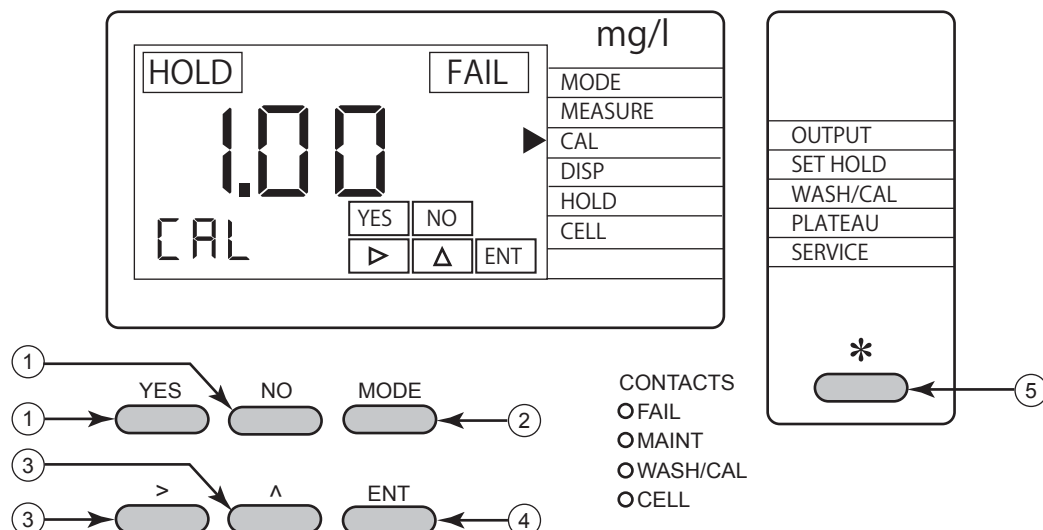 mg/l
HOLD
FAIL
1.00
CAL
YES NO
ENT
MODE
MEASURE
CAL
DISP
HOLD
CELL
OUTPUT
SET HOLD
WASH/CAL
PLATEAU
SERVICE
*
5
1
YES NO MODE
1
2
3
> ^ ENT
3
4
CONTACTS
FAIL
MAINT
WASH/CAL
CELL